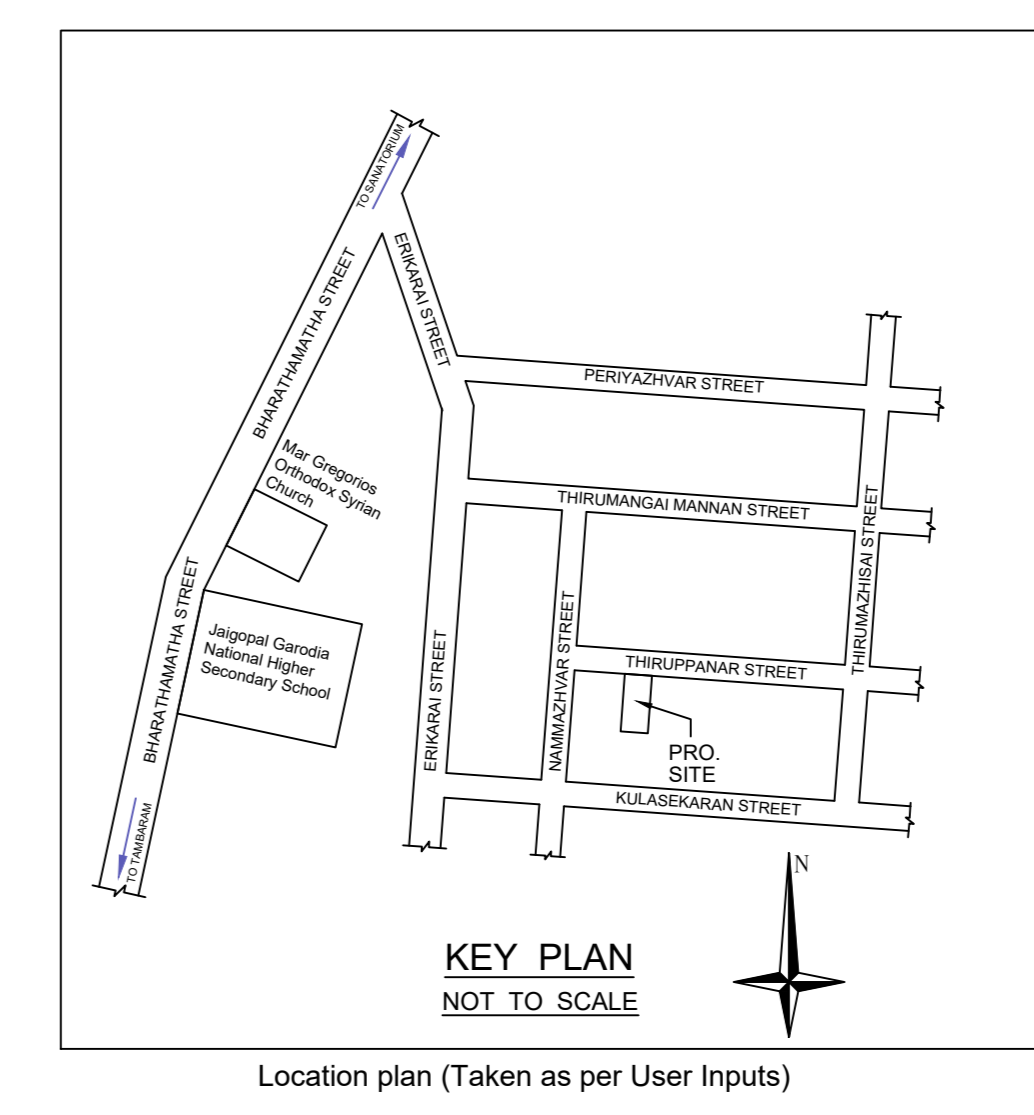 TO SANATORIUM
BHARATHAMATHA STREET
ERIKARAI STREET
PERIYAZHVAR STREET
Mar Gregorios
Orthodox Syrian
Church
THIRUMANGAI MANNAN STREET
THIRUMAZHISAI STREET
BHARATHAMATHA STREET
Jaigopal Garodia
National Higher
Secondary School
ERIKARAI STREET
NAMMAZHVAR STREET
THIRUPPANAR STREET
PRO.
SITE
KULASEKARAN STREET
TO TAMBARAM
N
KEY PLAN
NOT TO SCALE
Location plan (Taken as per User Inputs)